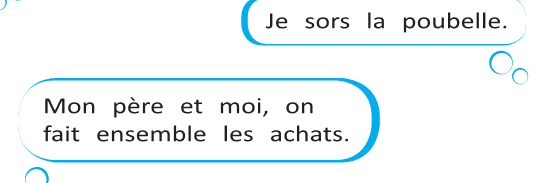 Je sors la poubelle.
Mon père et moi, on
fait ensemble les achats.